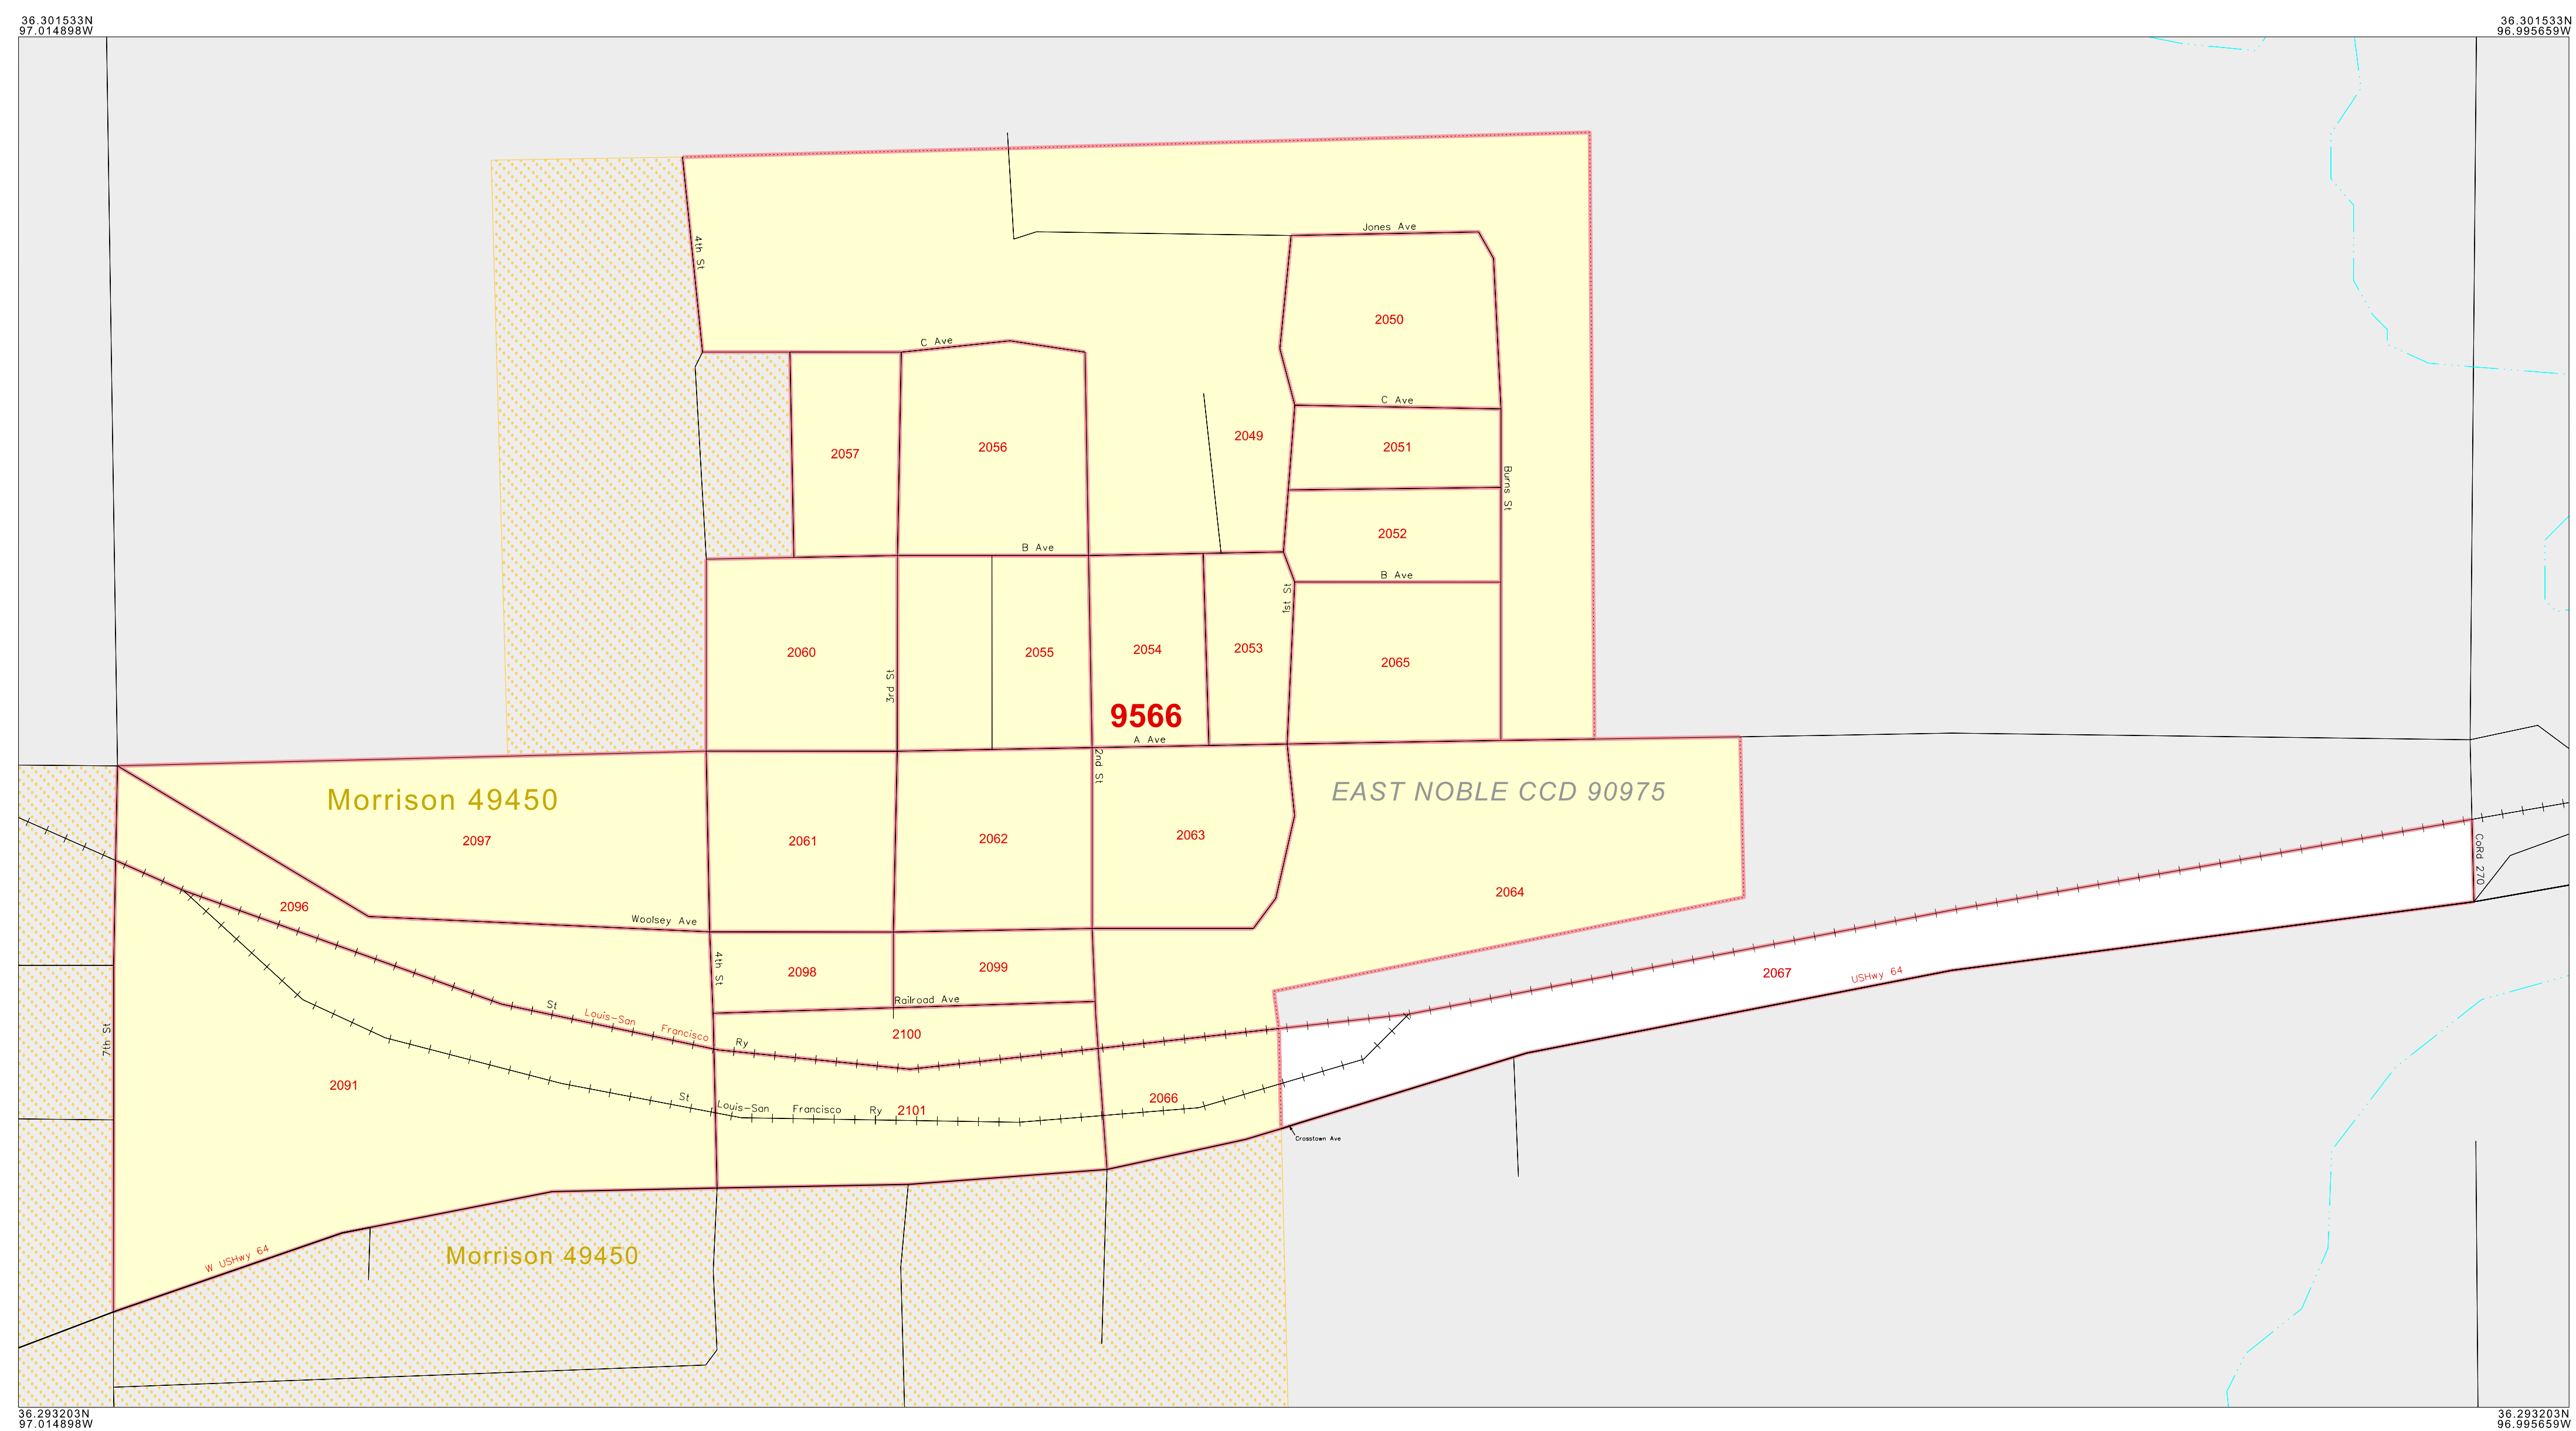 36.301533N
97.014898W
36.301533N
96.995659W
Jones Ave
4th St
2050
C Ave
C Ave
2049
2057
2056
2051
Burns St
2052
B Ave
B Ave
1st St
2060
2055
2054
2053
2065
3rd St
9566
A Ave
2nd St
Morrison 49450
EAST NOBLE CCD 90975
2097
2061
2062
2063
CoRd 270
2064
2096
Woolsey Ave
4th St
2098
2099
2067
USHwy 64
Railroad Ave
St Louis-San Francisco Ry
2100
7th St
2091
St Louis-San Francisco Ry
2101
2066
Crosstown Ave
W USHwy 64
Morrison 49450
36.293203N
97.014898W
36.293203N
96.995659W